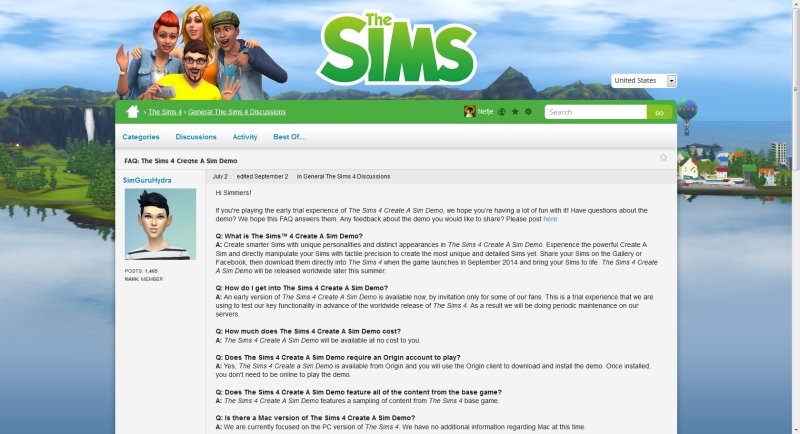 The
SIMS
United States
› The Sims 4 › General The Sims 4 Discussions
Netje
Search
GO
Categories
Discussions
Activity
Best Of...
FAQ: The Sims 4 Create A Sim Demo
SimGuruHydra
POSTS: 1,465
RANK: MEMBER
July 2 edited September 2 in General The Sims 4 Discussions
Hi Simmers!
If you're playing the early trial experience of The Sims 4 Create A Sim Demo, we hope you're having a lot of fun with it! Have questions about the
demo? We hope this FAQ answers them. Any feedback about the demo you would like to share? Please post here.
Q: What is The Sims™ 4 Create A Sim Demo?
A: Create smarter Sims with unique personalities and distinct appearances in The Sims 4 Create A Sim Demo. Experience the powerful Create A
Sim and directly manipulate your Sims with tactile precision to create the most unique and detailed Sims yet. Share your Sims on the Gallery or
Facebook, then download them directly into The Sims 4 when the game launches in September 2014 and bring your Sims to life. The Sims 4 Create
A Sim Demo will be released worldwide later this summer.
Q: How do I get into The Sims 4 Create A Sim Demo?
A: An early version of The Sims 4 Create A Sim Demo is available now, by invitation only for some of our fans. This is a trial experience that we are
using to test our key functionality in advance of the worldwide release of The Sims 4. As a result we will be doing periodic maintenance on our
servers.
Q: How much does The Sims 4 Create A Sim Demo cost?
A: The Sims 4 Create A Sim Demo will be available at no cost to you.
Q: Does The Sims 4 Create A Sim Demo require an Origin account to play?
A: Yes, The Sims 4 Create a Sim Demo is available from Origin and you will use the Origin client to download and install the demo. Once installed,
you don't need to be online to play the demo.
Q: Does The Sims 4 Create A Sim Demo feature all of the content from the base game?
A: The Sims 4 Create A Sim Demo features a sampling of content from The Sims 4 base game.
Q: Is there a Mac version of The Sims 4 Create A Sim Demo?
A: We are currently focused on the PC version of The Sims 4. We have no additional information regarding Mac at this time.